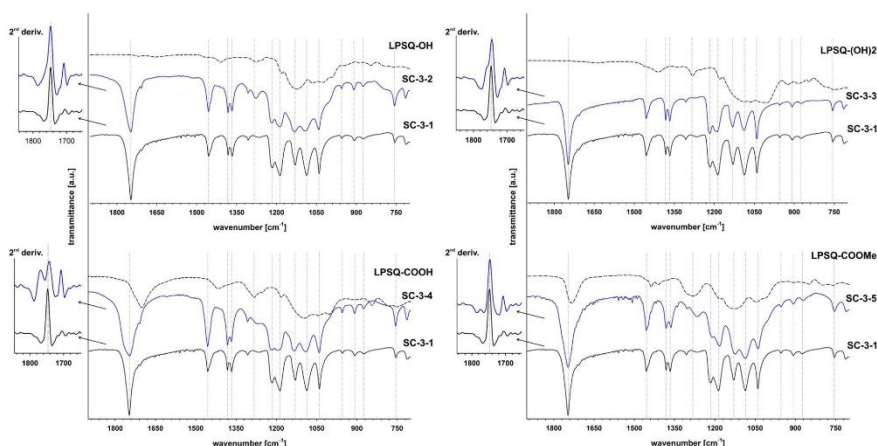 2nd deriv.
LPSQ-OH
SC-3-2
SC-3-1
1800 1700
transmittance [a.u.]
1800 1650 1500 1350 1200 1050 900 750
wavenumber [cm-1]
2nd deriv.
LPSQ-(OH)2
SC-3-3
SC-3-1
1800 1700
1800 1650 1500 1350 1200 1050 900 750
wavenumber [cm-1]
2nd deriv.
LPSQ-COOH
SC-3-4
SC-3-1
1800 1650
1800 1650 1500 1350 1200 1050 900 750
wavenumber [cm-1]
2nd deriv.
LPSQ-COOMe
SC-3-5
SC-3-1
1800 1700
1800 1650 1500 1350 1200 1050 900 750
wavenumber [cm-1]